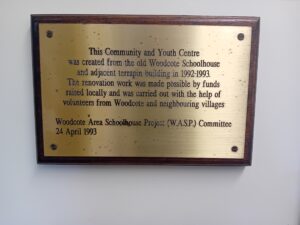 This Community and Youth Centre
was created from the old Woodcote Schoolhouse
and adjacent terrapin building in 1992-1993.
The renovation work was made possible by funds
raised locally and was carried out with the help of
volunteers from Woodcote and neighbouring villages
Woodcote Area Schoolhouse Project (W.A.S.P.) Committee
24 April 1993